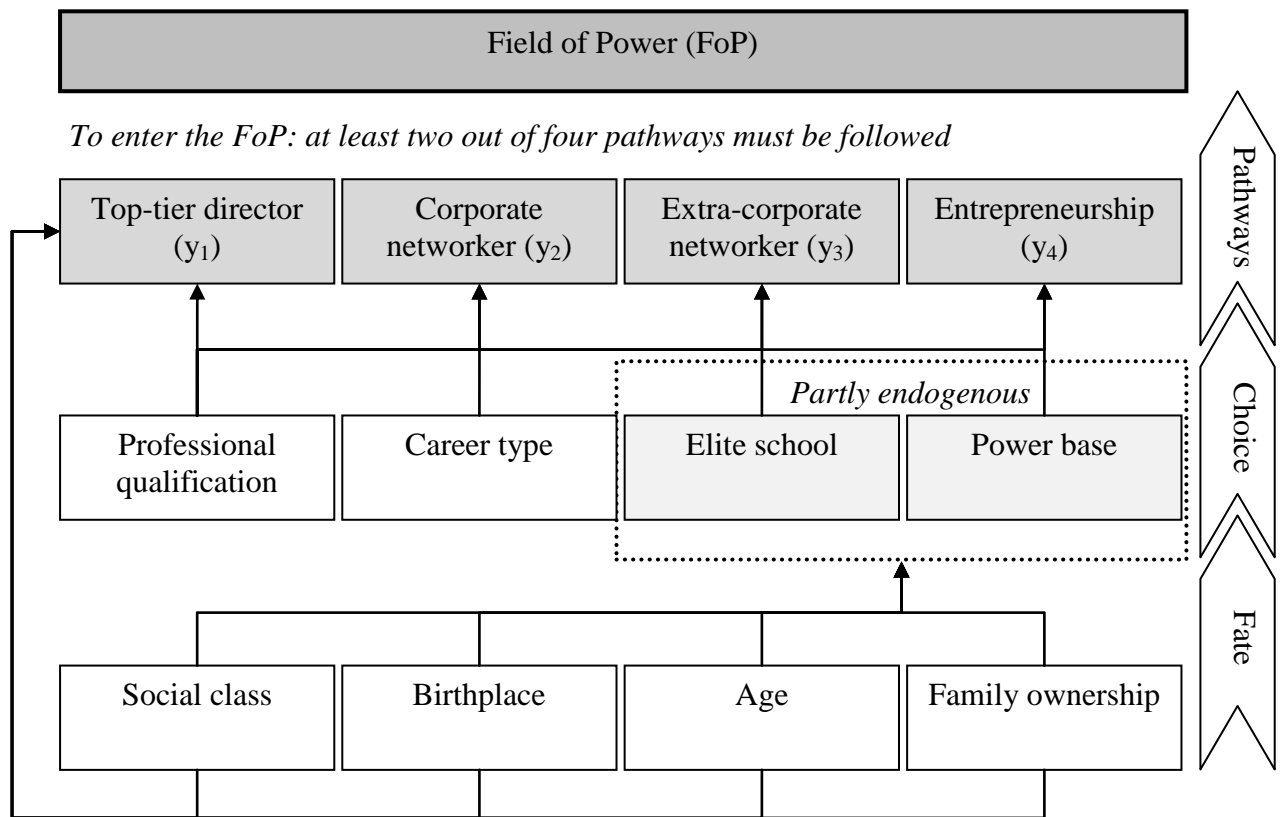 Field of Power (FoP)
To enter the FoP: at least two out of four pathways must be followed
Top-tier director
(y₁)
Corporate
networker (y₂)
Extra-corporate
networker (y₃)
Entrepreneurship
(y₄)
Pathways
Partly endogenous
Professional
qualification
Career type
Elite school
Power base
Choice
Social class
Birthplace
Age
Family ownership
Fate